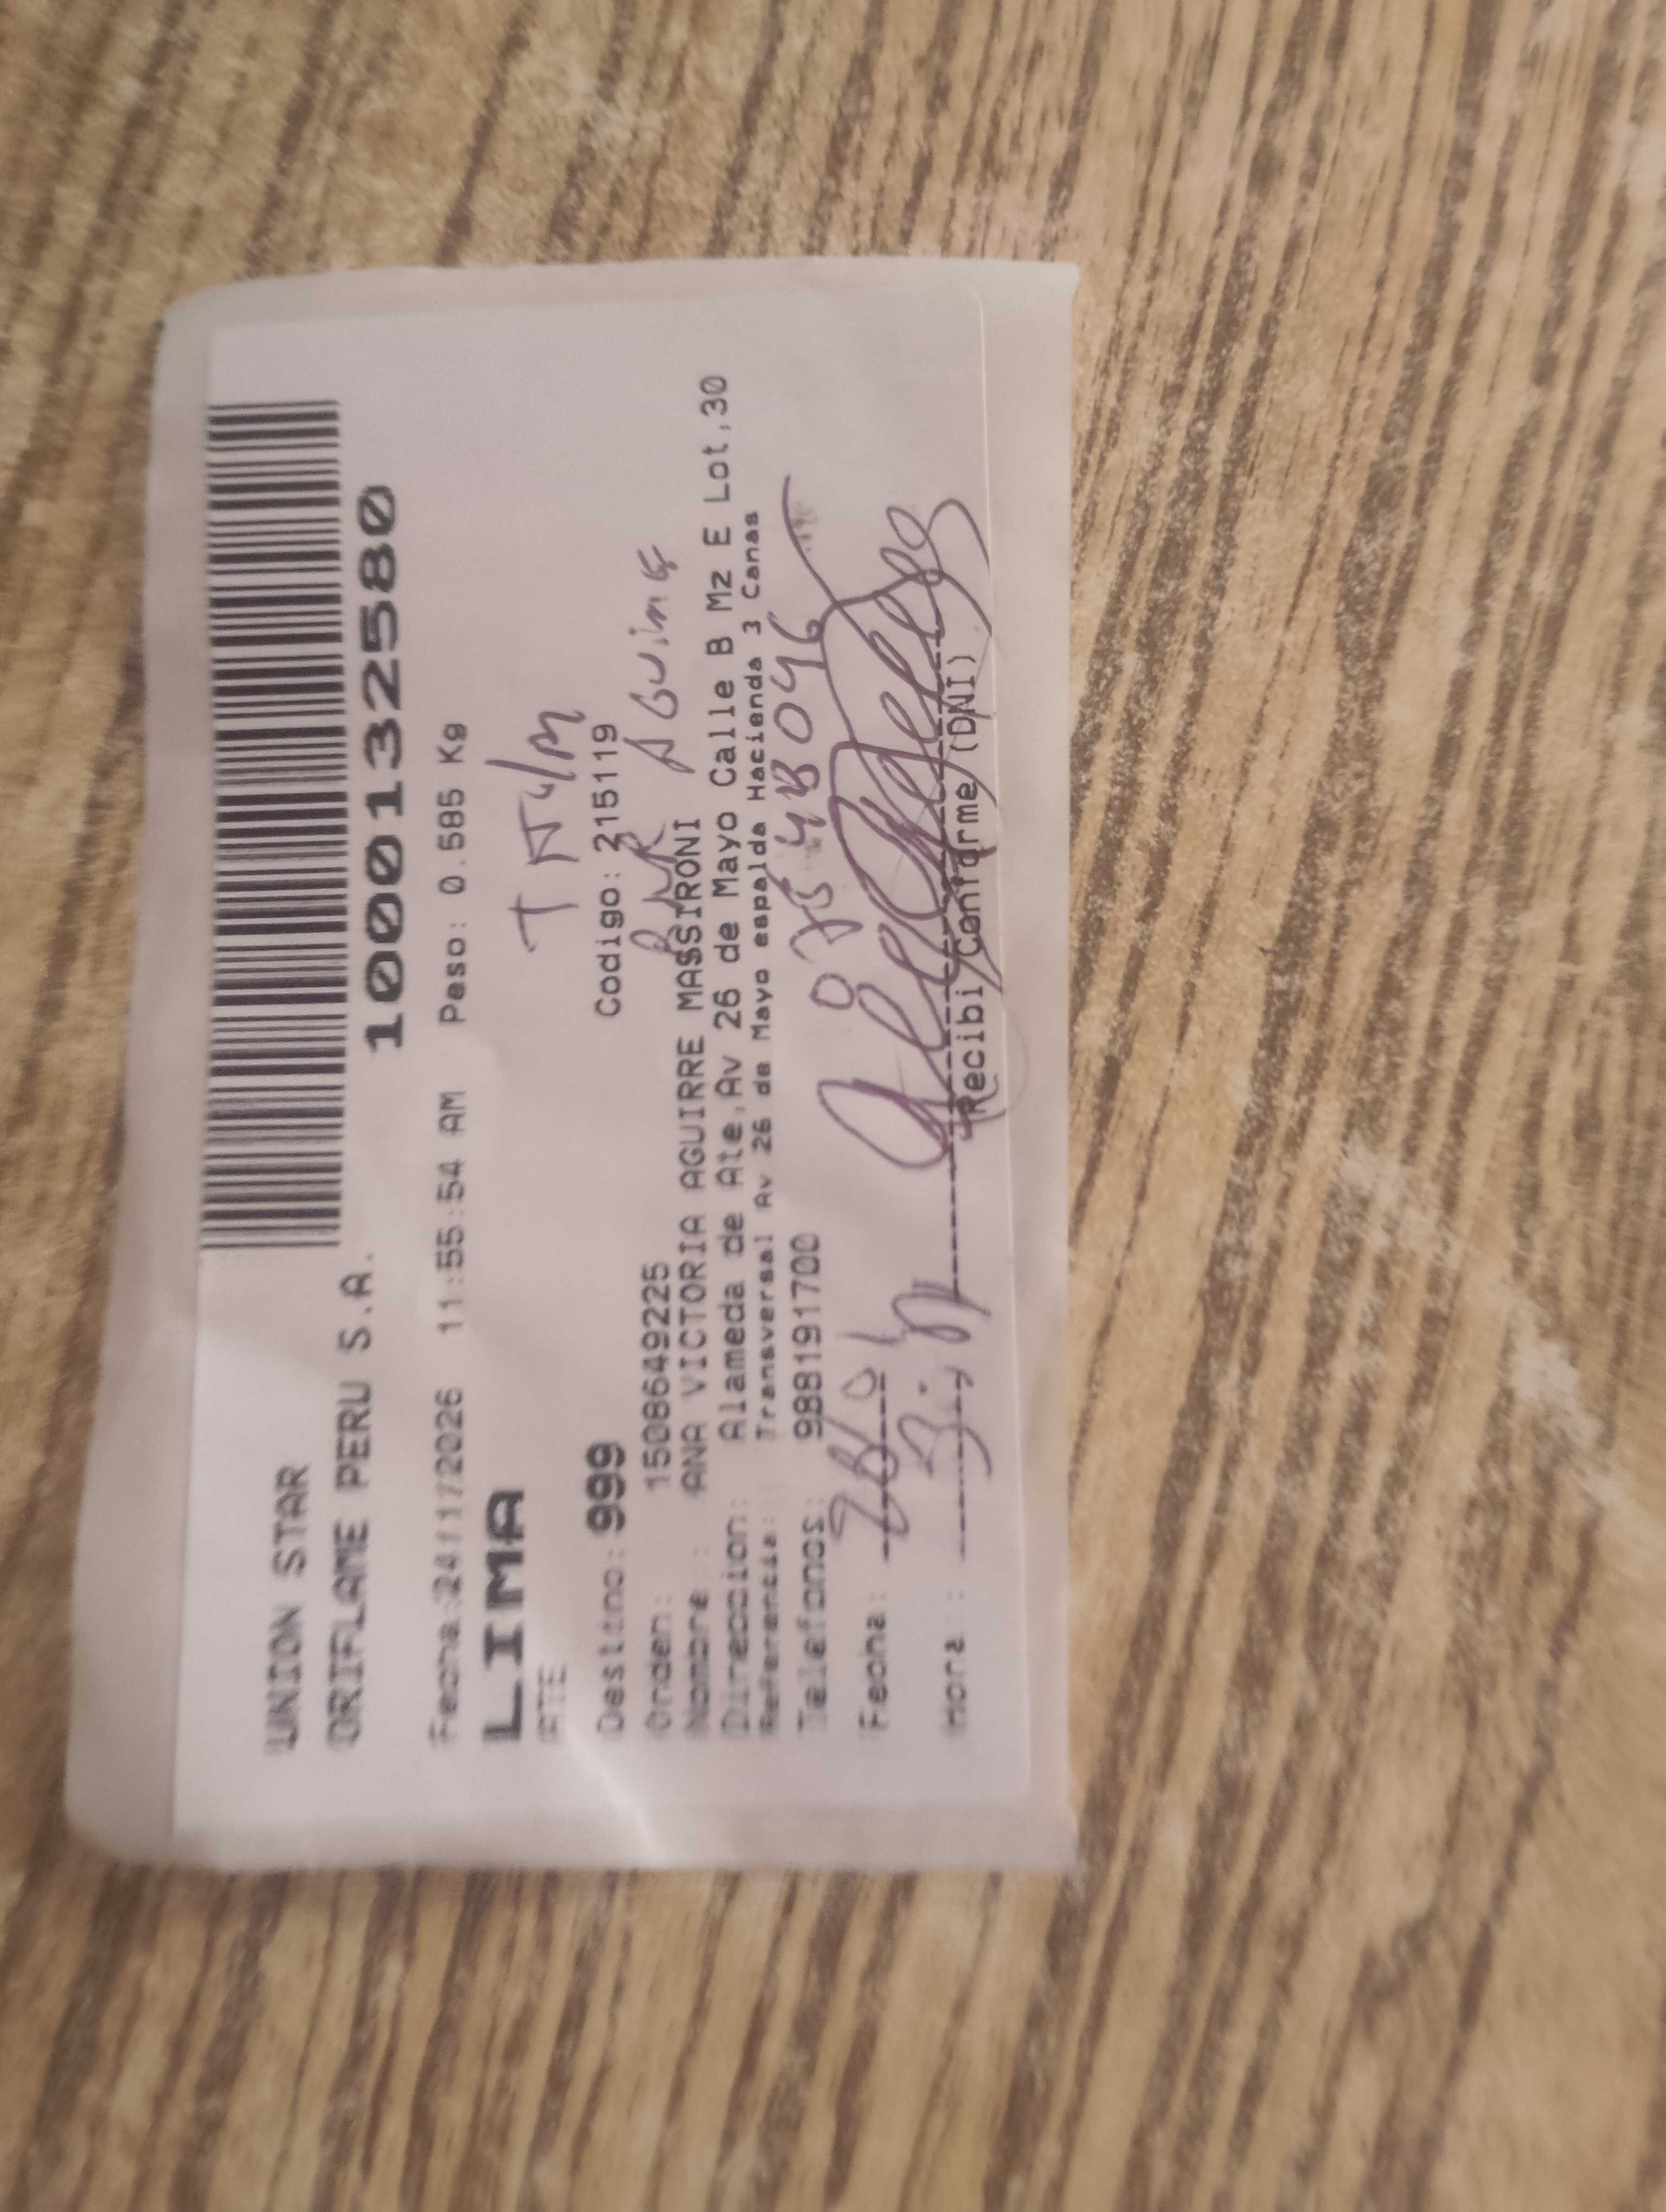 UNION STAR
ORIFLAME PERU S.A.
1000132580
Fecha:24/1/2026 11:55:54 AM Peso: 0.585 Kg
LIMA
ATE
Destino: 999 Codigo: 215119
Orden: 1508649225
Nombre : ANA VICTORIA AGUIRRE MASSIRONI
Direccion: Alameda de Ate,Av 26 de Mayo Calle B Mz E Lot,30
Referentia: Transversal Av 26 de Mayo espalda Hacienda 3 Canas
Telefonos: 988191700
Fecha:
Hora :
Recibi Conforme (DNI)